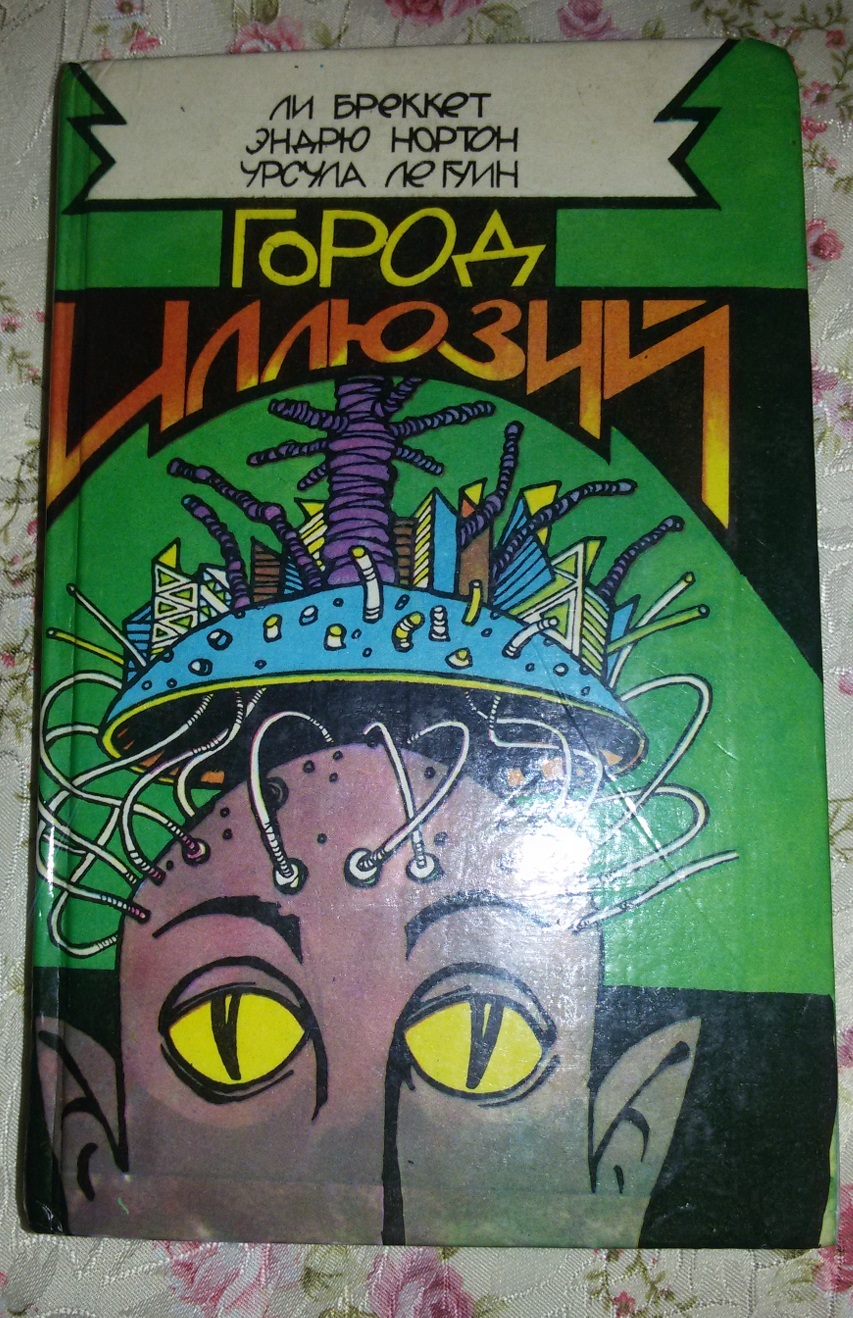 ЛИ БРЕККЕТ
ЭНДРЮ НОРТОН
УРСУЛА ЛЕ ГУИН
ГОРОД
ИЛЛЮЗИЙ